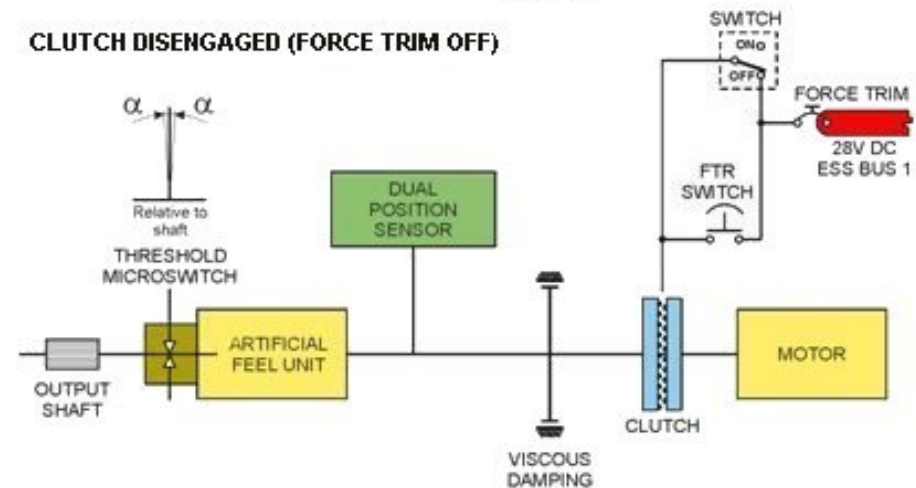 SWITCH
CLUTCH DISENGAGED (FORCE TRIM OFF)
ON
OFF
α α
FORCE TRIM
28V DC
ESS BUS 1
FTR
SWITCH
DUAL
POSITION
SENSOR
Relative to
shaft
THRESHOLD
MICROSWITCH
ARTIFICIAL
FEEL UNIT
MOTOR
OUTPUT
SHAFT
CLUTCH
VISCOUS
DAMPING